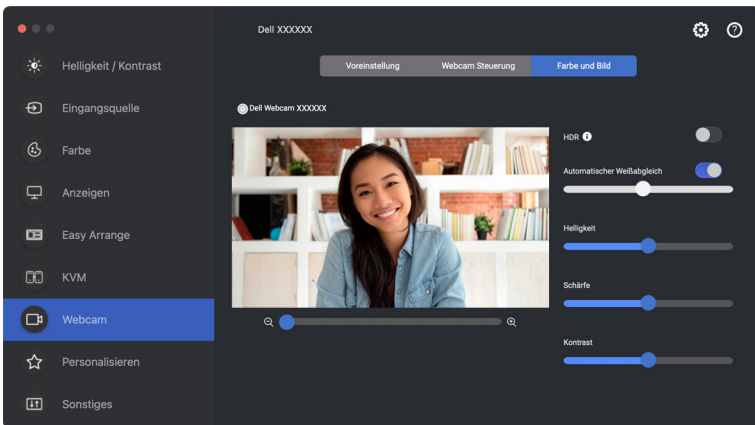 Dell XXXXXX
Helligkeit / Kontrast
Eingangsquelle
Farbe
Anzeigen
Easy Arrange
KVM
Webcam
Personalisieren
Sonstiges
Voreinstellung
Webcam Steuerung
Farbe und Bild
Dell Webcam XXXXXX
HDR
Automatischer Weißabgleich
Helligkeit
Schärfe
Kontrast